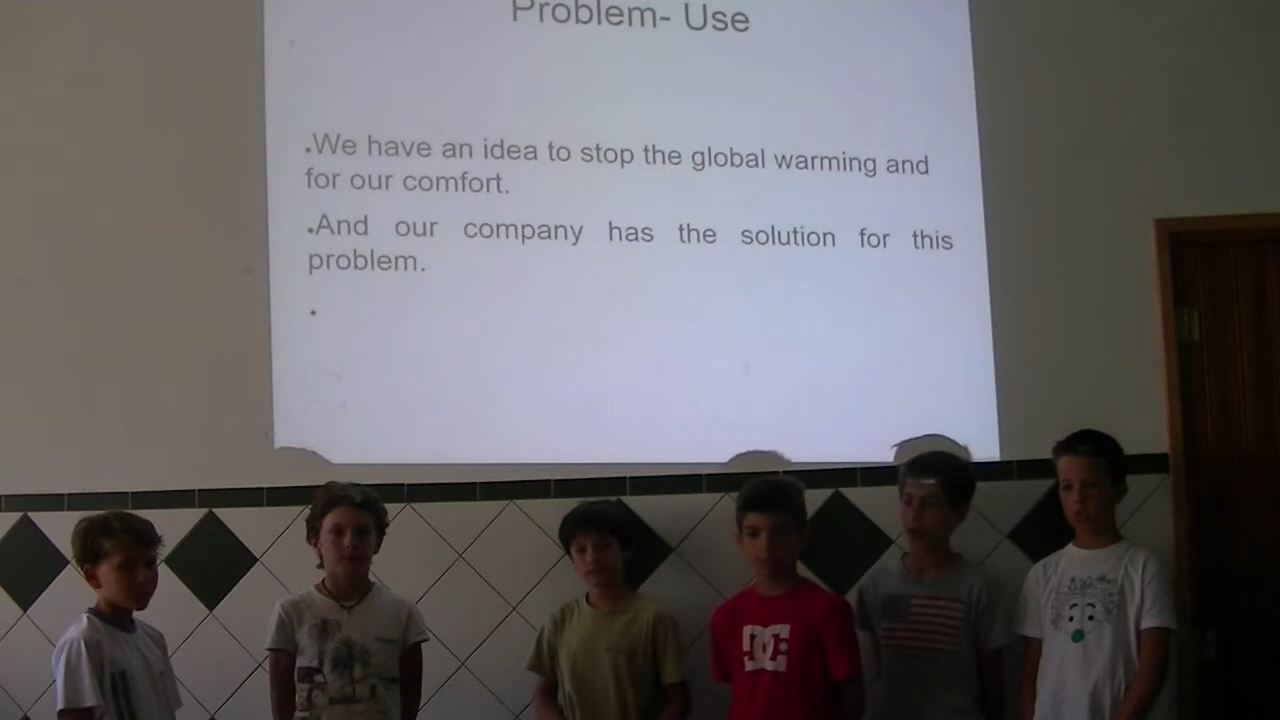 Problem- Use
.We have an idea to stop the global warming and
for our comfort.
.And our company has the solution for this
problem.
.
DC